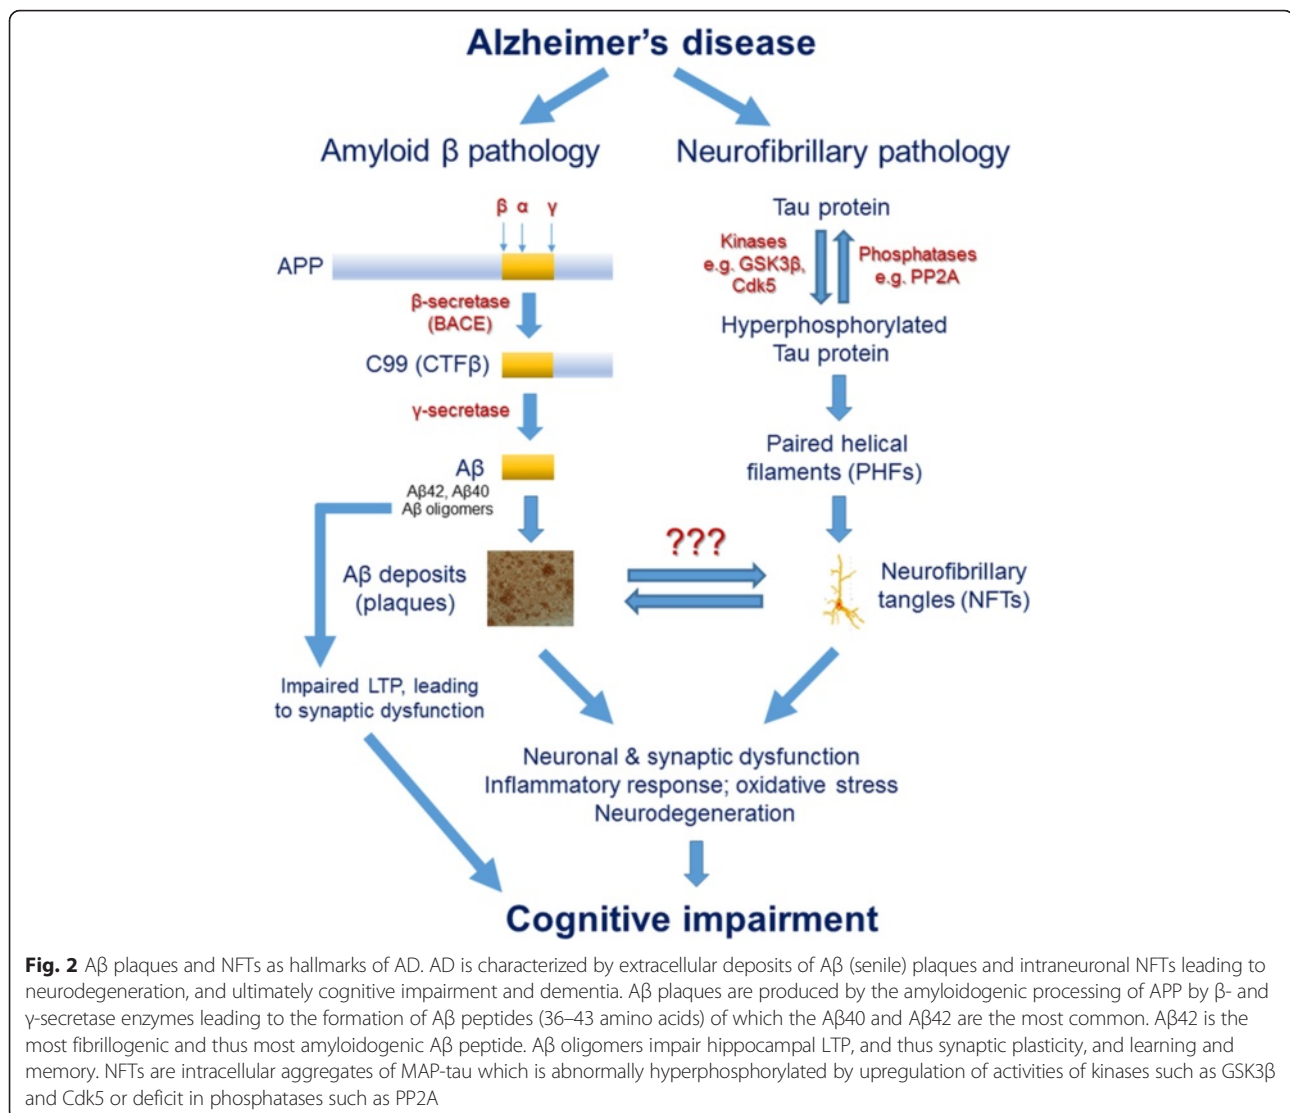 Alzheimer's disease
Amyloid β pathology
Neurofibrillary pathology
β α γ
APP
β-secretase
(BACE)
C99 (CTFβ)
γ-secretase
Aβ
Aβ42, Aβ40
Aβ oligomers
Aβ deposits
(plaques)
Impaired LTP, leading
to synaptic dysfunction
Tau protein
Kinases
e.g. GSK3β,
Cdk5
Phosphatases
e.g. PP2A
Hyperphosphorylated
Tau protein
Paired helical
filaments (PHFs)
???
Neurofibrillary
tangles (NFTs)
Neuronal & synaptic dysfunction
Inflammatory response; oxidative stress
Neurodegeneration
Cognitive impairment
Fig. 2 Aβ plaques and NFTs as hallmarks of AD. AD is characterized by extracellular deposits of Aβ (senile) plaques and intraneuronal NFTs leading to
neurodegeneration, and ultimately cognitive impairment and dementia. Aβ plaques are produced by the amyloidogenic processing of APP by β- and
γ-secretase enzymes leading to the formation of Aβ peptides (36–43 amino acids) of which the Aβ40 and Aβ42 are the most common. Aβ42 is the
most fibrillogenic and thus most amyloidogenic Aβ peptide. Aβ oligomers impair hippocampal LTP, and thus synaptic plasticity, and learning and
memory. NFTs are intracellular aggregates of MAP-tau which is abnormally hyperphosphorylated by upregulation of activities of kinases such as GSK3β
and Cdk5 or deficit in phosphatases such as PP2A